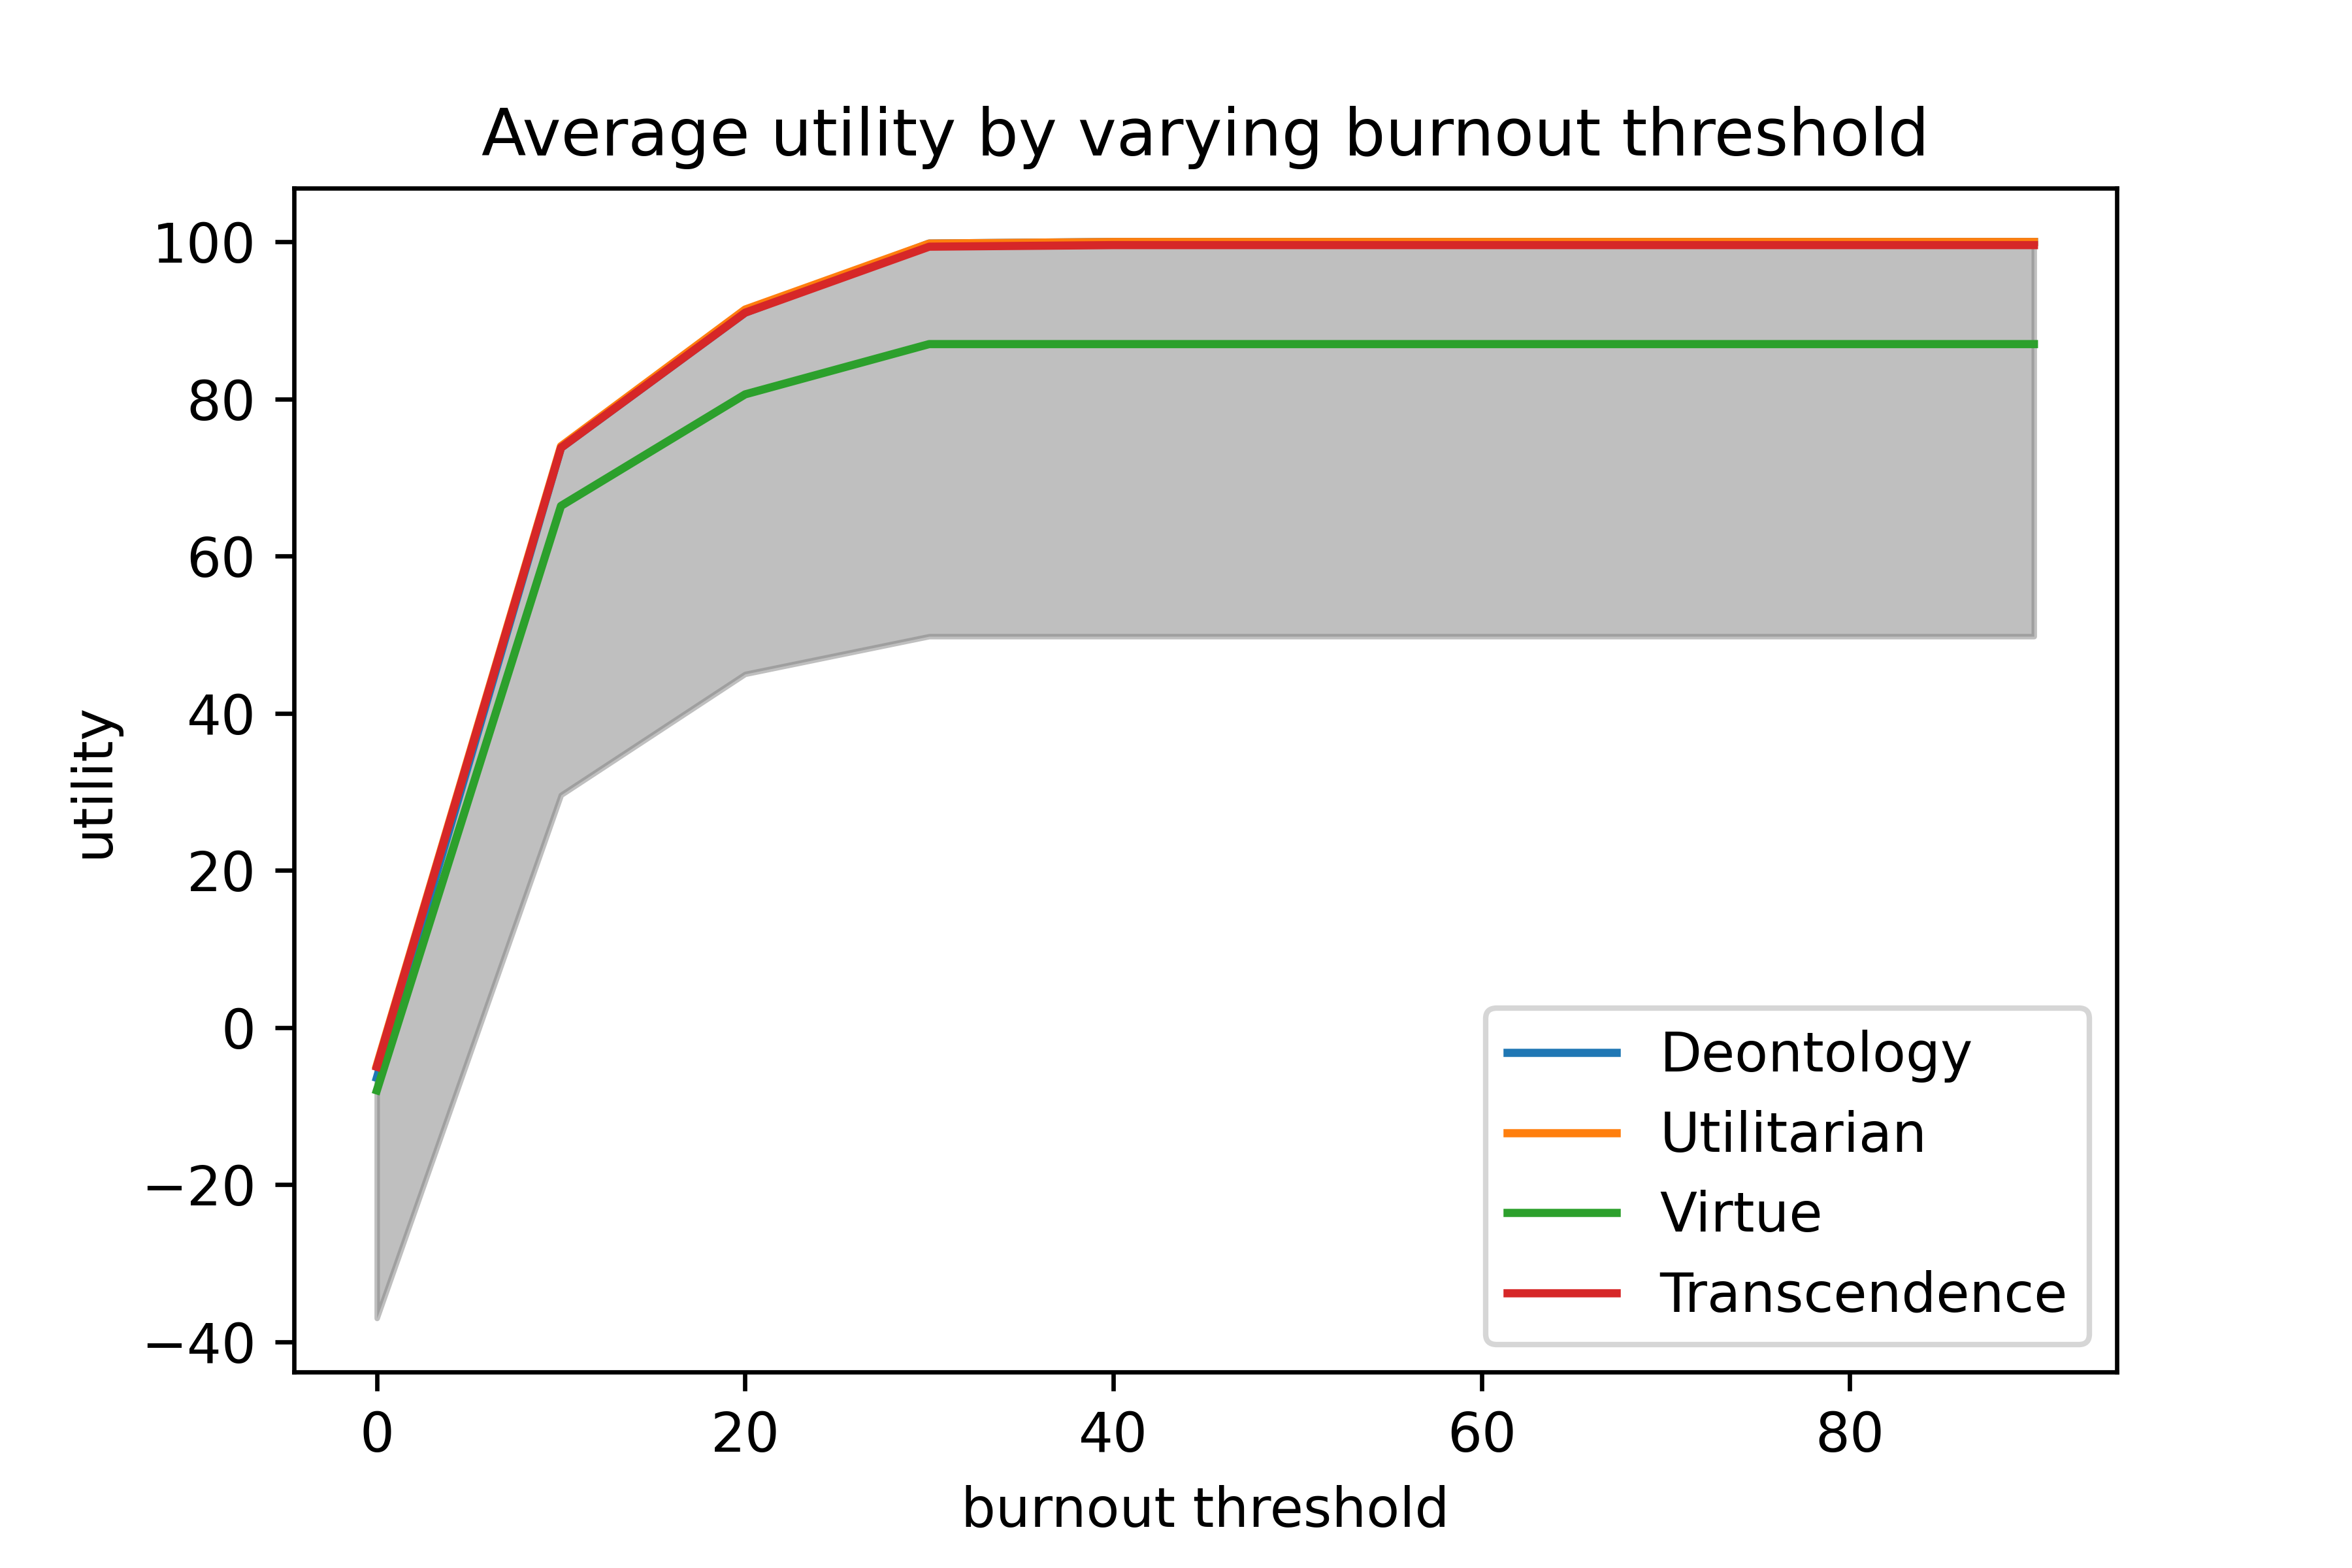 Average utility by varying burnout threshold
100
80
60
40
20
0
−20
−40
utility
0 20 40 60 80
burnout threshold
Deontology
Utilitarian
Virtue
Transcendence